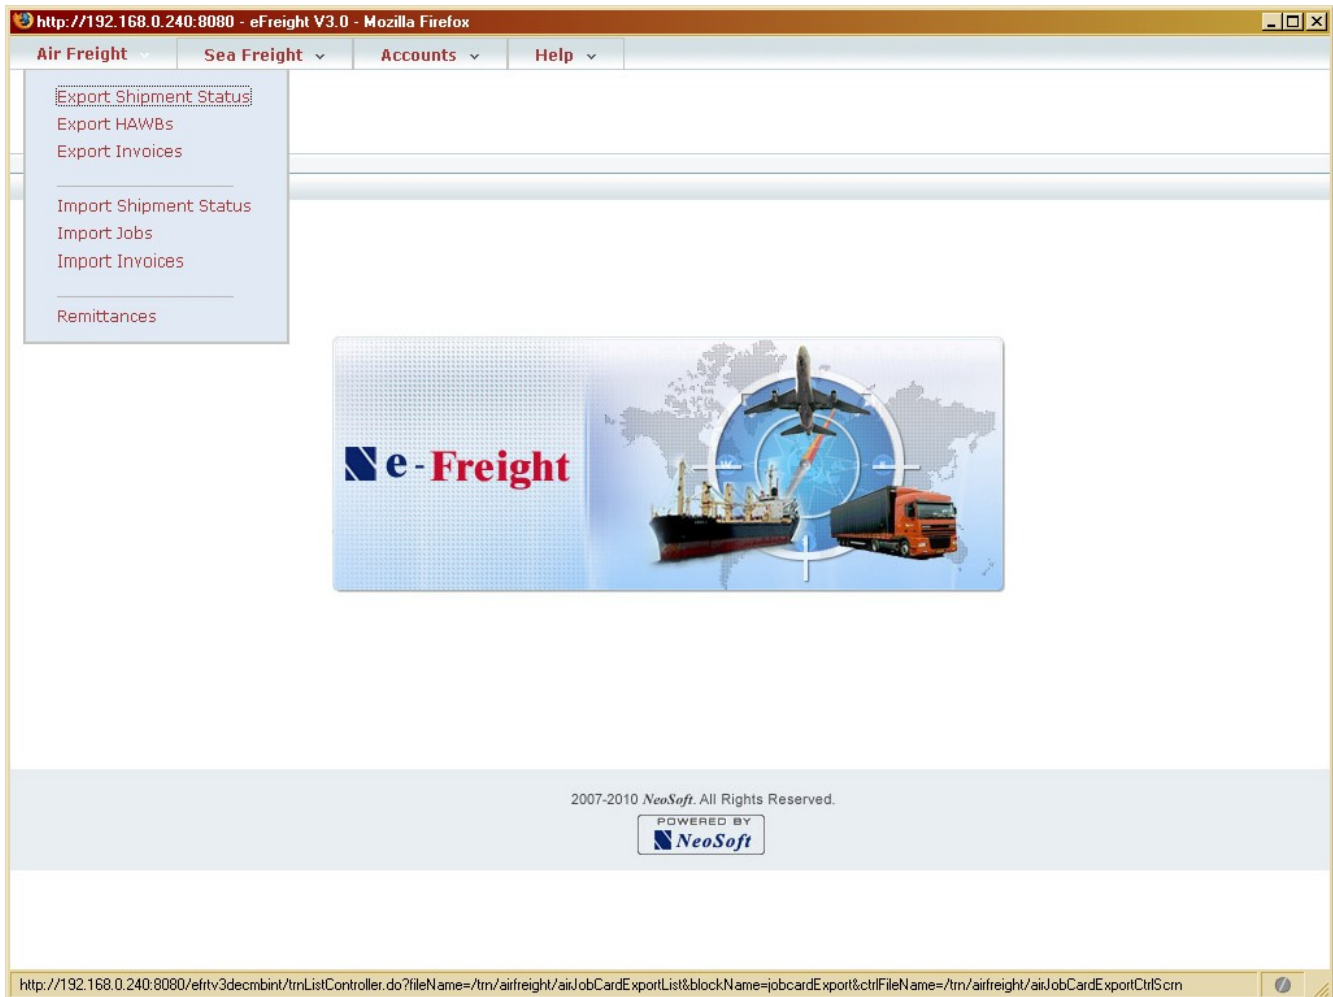 http://192.168.0.240:8080 - eFreight V3.0 - Mozilla Firefox
Air Freight Sea Freight Accounts Help
Export Shipment Status
Export HAWBs
Export Invoices
Import Shipment Status
Import Jobs
Import Invoices
Remittances
N e - Freight
2007-2010 NeoSoft. All Rights Reserved.
POWERED BY
N NeoSoft
http://192.168.0.240:8080/efrtv3decmbint/trnListController.do?fileName=/trn/airfreight/airJobCardExportList&blockName=jobcardExport&ctrlFileName=/trn/airfreight/airJobCardExportCtrlScrn